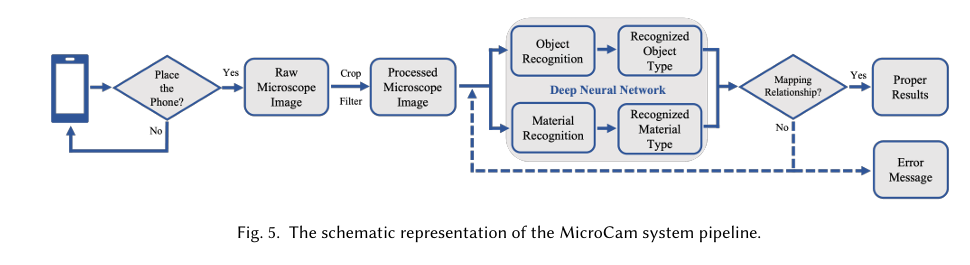 Place
the
Phone?
Yes
No
Raw
Microscope
Image
Crop
Filter
Processed
Microscope
Image
Object
Recognition
Recognized
Object
Type
Deep Neural Network
Material
Recognition
Recognized
Material
Type
Mapping
Relationship?
Yes
No
Proper
Results
Error
Message
Fig. 5. The schematic representation of the MicroCam system pipeline.